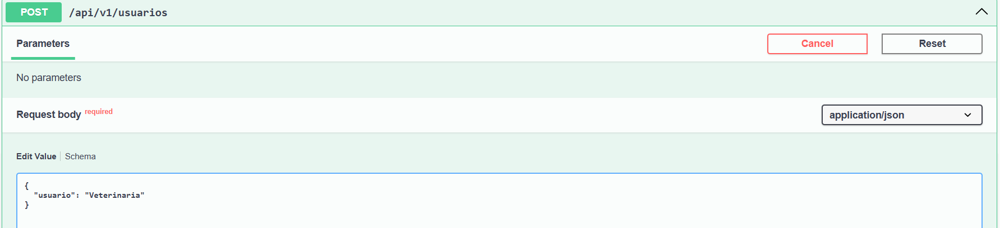 POST /api/v1/usuarios
Parameters
Cancel
Reset
No parameters
Request body required
application/json
Edit Value Schema
{
  "usuario": "Veterinaria"
}